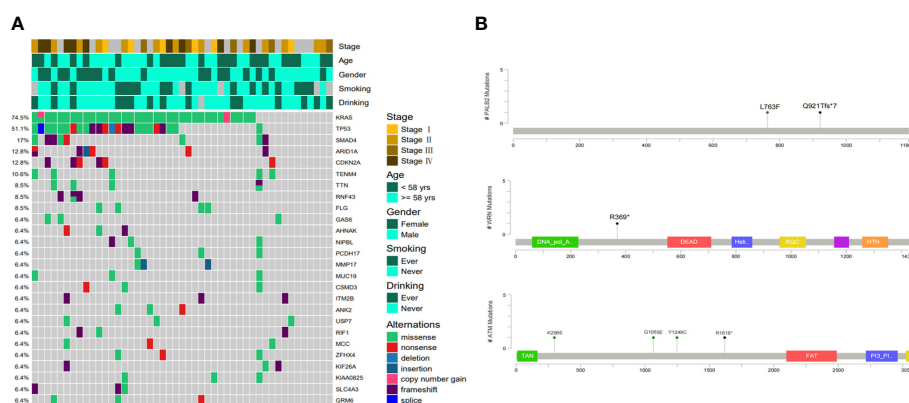 A
Stage
Age
Gender
Smoking
Drinking
74.5% KRAS
51.1% TP53
17% SMAD4
12.8% ARID1A
12.8% CDKN2A
10.6% TENM4
8.5% TTN
8.5% RNF43
8.5% FLG
6.4% GAS6
6.4% AHNAK
6.4% NIPBL
6.4% PCDH17
6.4% MMP17
6.4% MUC19
6.4% CSMD3
6.4% ITM2B
6.4% ANK2
6.4% USP7
6.4% RIF1
6.4% MCC
6.4% ZFHX4
6.4% KIF26A
6.4% KIAA0825
6.4% SLC4A3
6.4% GRM6
Stage
Stage I
Stage II
Stage III
Stage IV
Age
< 58 yrs
>= 58 yrs
Gender
Female
Male
Smoking
Ever
Never
Drinking
Ever
Never
Alternations
missense
nonsense
deletion
insertion
copy number gain
frameshift
splice
B
# PALB2 Mutations
5
0
L763F
Q921Tfs*7
0 200 400 600 800 1000
# WRN Mutations
5
0
R369*
DNA_pol_A.. DEAD Heli.. RQC HTH..
0 200 400 600 800 1000 1200
# ATM Mutations
5
0
K296E
Y1248C
R1618*
TAN FAT PI3_PI..
0 500 1000 1500 2000 2500